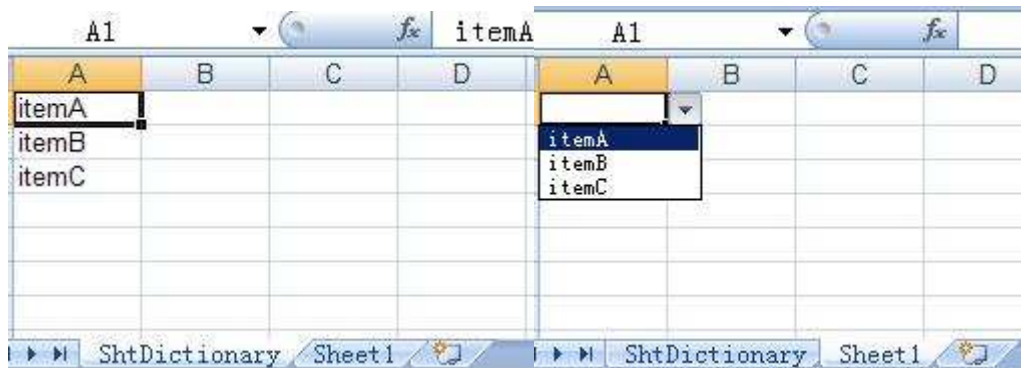 A1 fx itemA
A B C D
itemA
itemB
itemC
ShtDictionary Sheet1
A1 fx
A B C D
itemA
itemB
itemC
ShtDictionary Sheet1